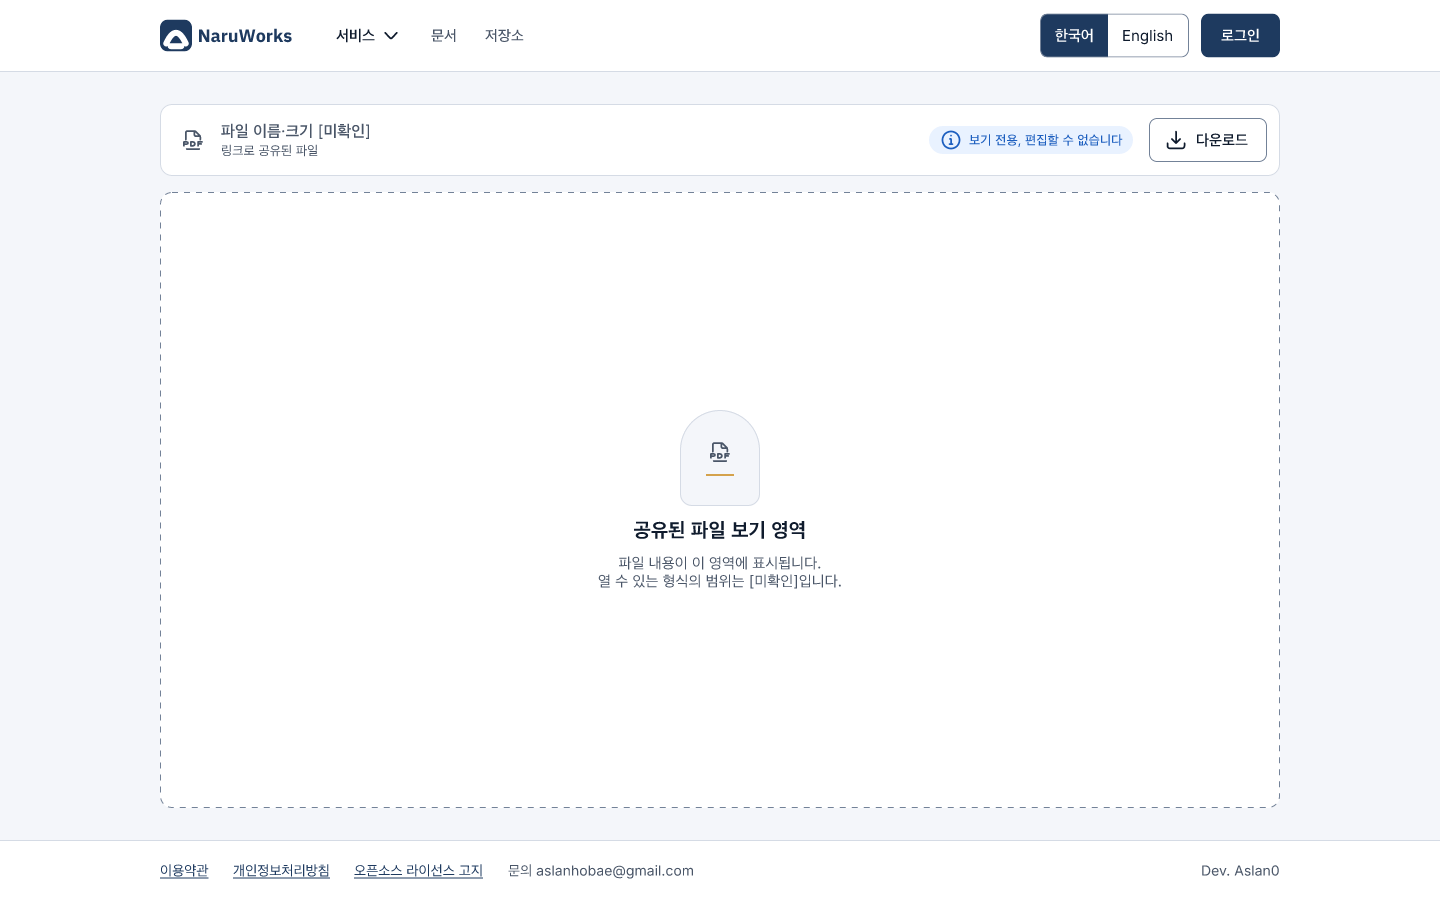 NaruWorks
서비스
문서
저장소
한국어
English
로그인
PDF
파일 이름·크기 [미확인]
링크로 공유된 파일
보기 전용, 편집할 수 없습니다
다운로드
PDF
공유된 파일 보기 영역
파일 내용이 이 영역에 표시됩니다.
열 수 있는 형식의 범위는 [미확인]입니다.
이용약관
개인정보처리방침
오픈소스 라이선스 고지
문의 aslanhobae@gmail.com
Dev. Aslan0